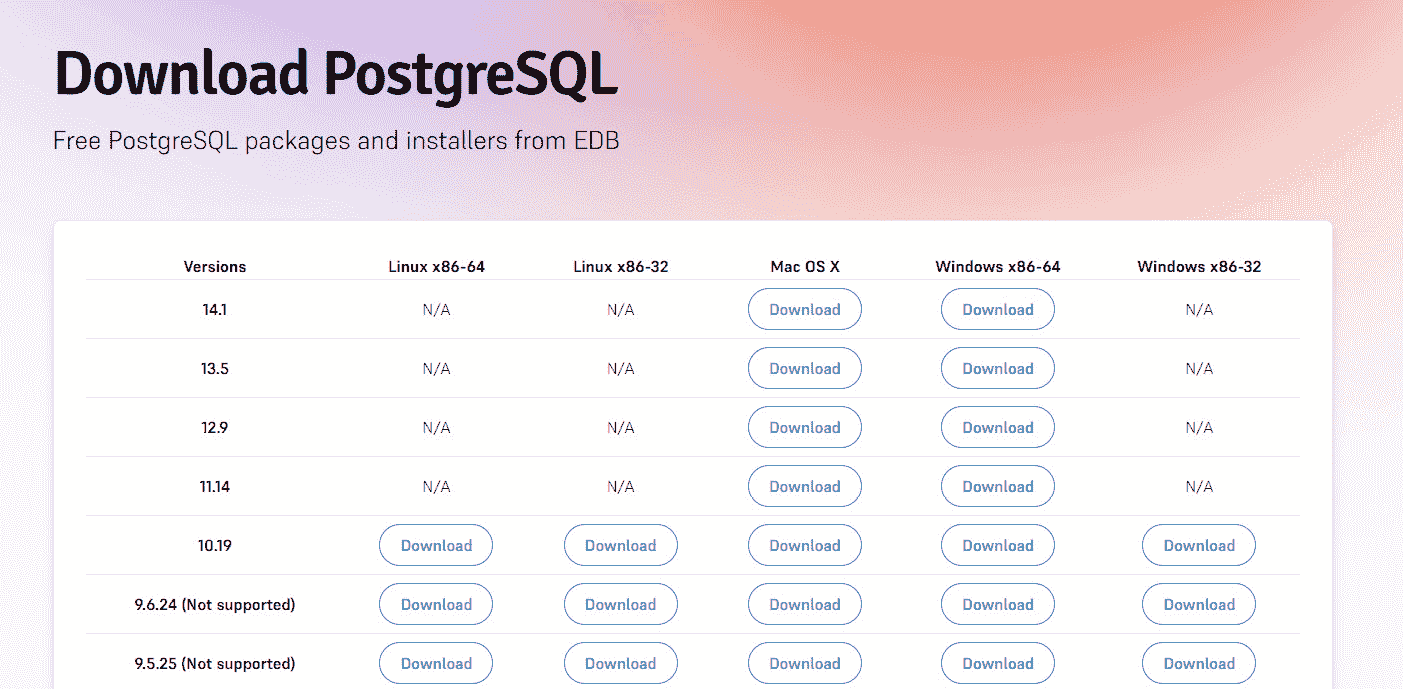 Download PostgreSQL
Free PostgreSQL packages and installers from EDB
Versions Linux x86-64 Linux x86-32 Mac OS X Windows x86-64 Windows x86-32
14.1 N/A N/A Download Download N/A
13.5 N/A N/A Download Download N/A
12.9 N/A N/A Download Download N/A
11.14 N/A N/A Download Download N/A
10.19 Download Download Download Download Download
9.6.24 (Not supported) Download Download Download Download Download
9.5.25 (Not supported) Download Download Download Download Download